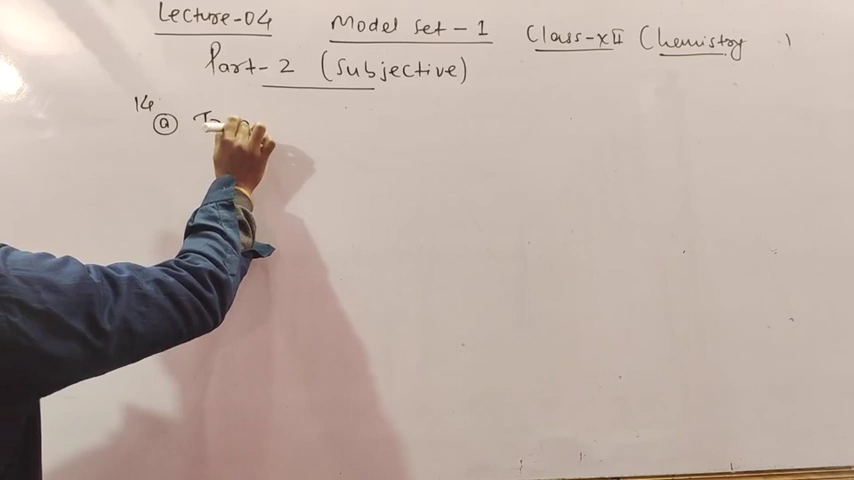 Lecture-04 Model Set-1 Class-XII Chemistry
Part-2 (Subjective)
14
a